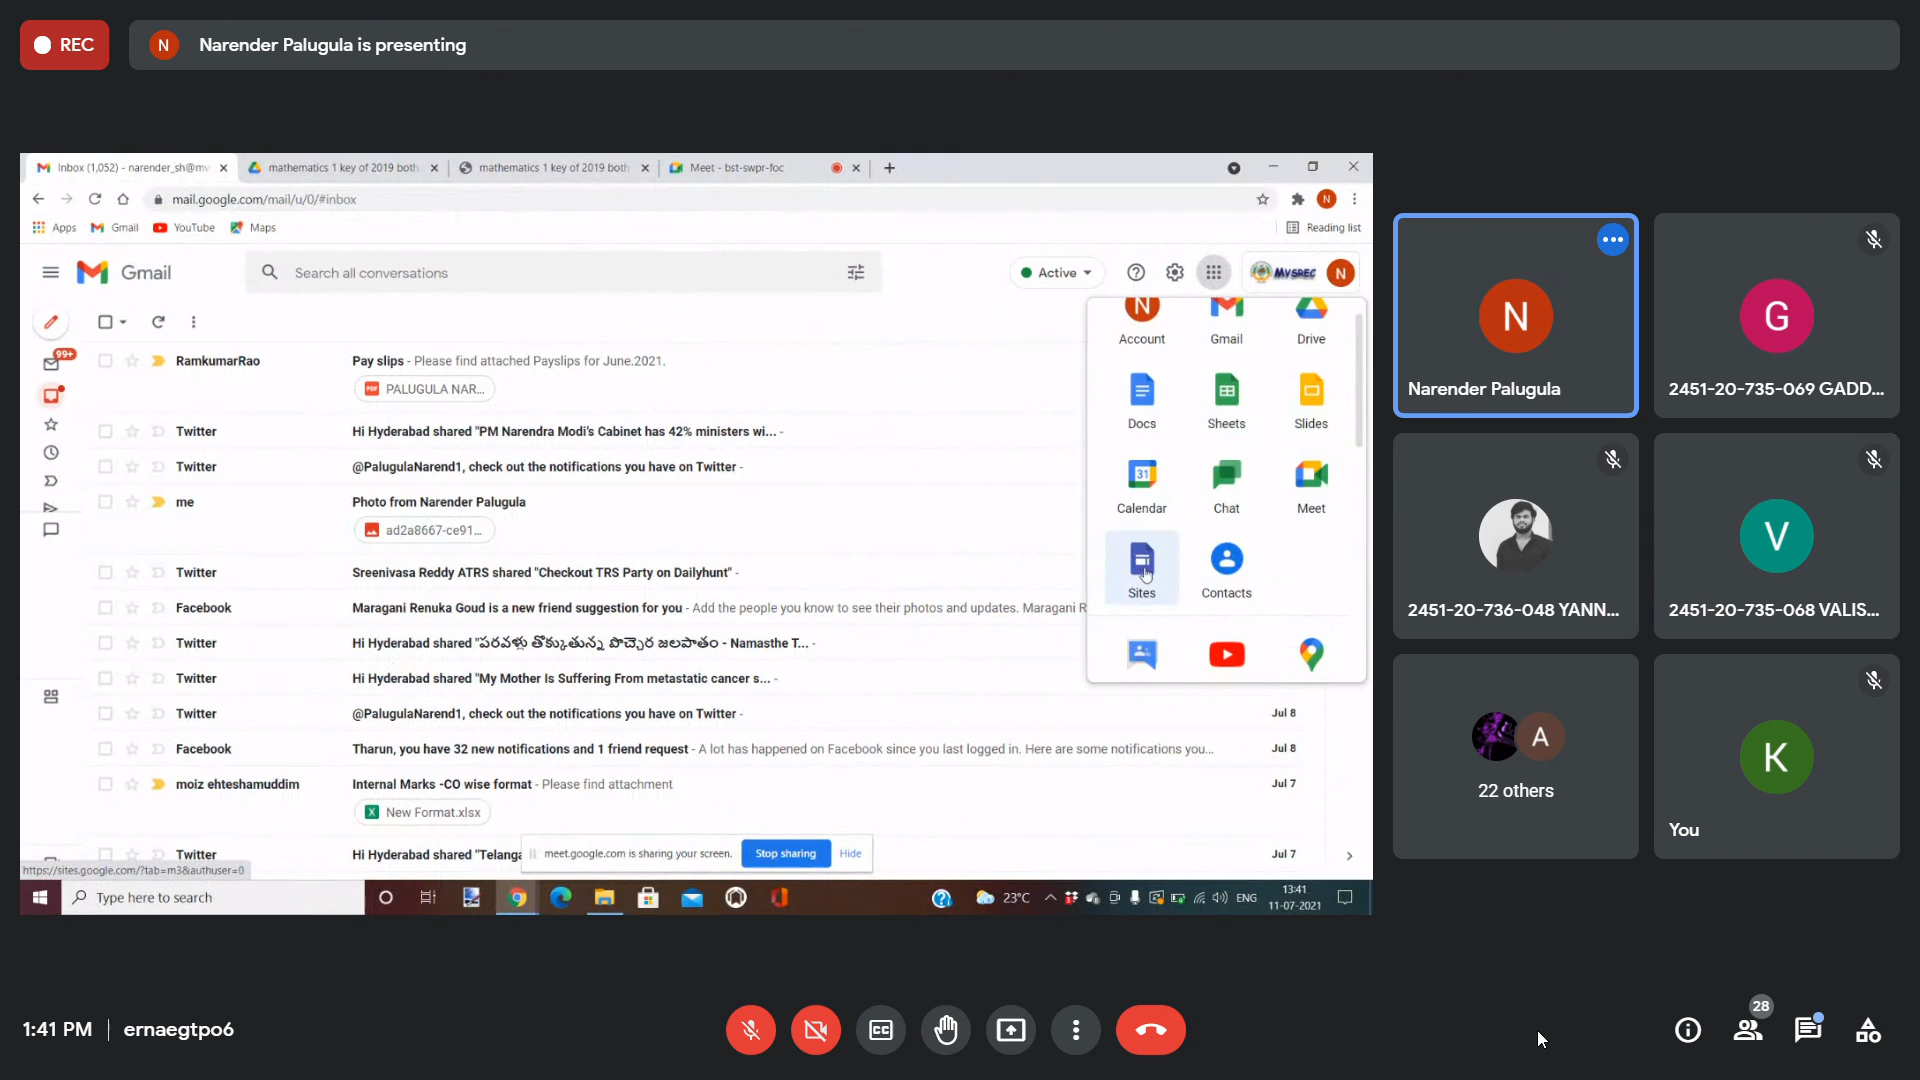 REC
N
Narender Palugula is presenting
Inbox (1,052) - narender_sh@mv
mathematics 1 key of 2019 both
mathematics 1 key of 2019 both
Meet - bst-swpr-foc
mail.google.com/mail/u/0/#inbox
N
Apps
Gmail
YouTube
Maps
Reading list
Gmail
Search all conversations
Active
MVSREC
N
99+
RamkumarRao
Pay slips - Please find attached Payslips for June.2021.
PDF PALUGULA NAR...
Twitter
Hi Hyderabad shared "PM Narendra Modi's Cabinet has 42% ministers wi... -
Twitter
@PalugulaNarend1, check out the notifications you have on Twitter -
me
Photo from Narender Palugula
ad2a8667-ce91...
Twitter
Sreenivasa Reddy ATRS shared "Checkout TRS Party on Dailyhunt" -
Facebook
Maragani Renuka Goud is a new friend suggestion for you - Add the people you know to see their photos and updates. Maragani R
Twitter
Hi Hyderabad shared "పరవళ్లు తొక్కుతున్న పొచ్చెర జలపాతం - Namasthe T... -
Twitter
Hi Hyderabad shared "My Mother Is Suffering From metastatic cancer s... -
Twitter
@PalugulaNarend1, check out the notifications you have on Twitter -
Jul 8
Facebook
Tharun, you have 32 new notifications and 1 friend request - A lot has happened on Facebook since you last logged in. Here are some notifications you...
Jul 8
moiz ehteshamuddim
Internal Marks -CO wise format - Please find attachment
Jul 7
X New Format.xlsx
Twitter
Hi Hyderabad shared "Telanga
Jul 7
N
Account
Gmail
Drive
Docs
Sheets
Slides
31
Calendar
Chat
Meet
Sites
Contacts
meet.google.com is sharing your screen.
Stop sharing
Hide
https://sites.google.com/?tab=m3&authuser=0
Type here to search
23°C
ENG
13:41
11-07-2021
N
Narender Palugula
G
2451-20-735-069 GADD...
2451-20-736-048 YANN...
V
2451-20-735-068 VALIS...
A
22 others
K
You
1:41 PM
ernaegtpo6
CC
28